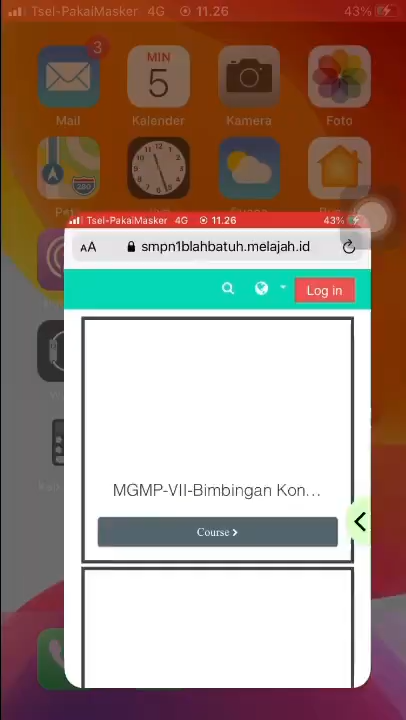 Tsel-PakaiMasker 4G 11.26 43%
3
MIN
5
Mail Kalender Kamera Foto
280
Tsel-PakaiMasker 4G 11.26 43%
AA smpn1blahbatuh.melajah.id
Log in
MGMP-VII-Bimbingan Kon...
Course